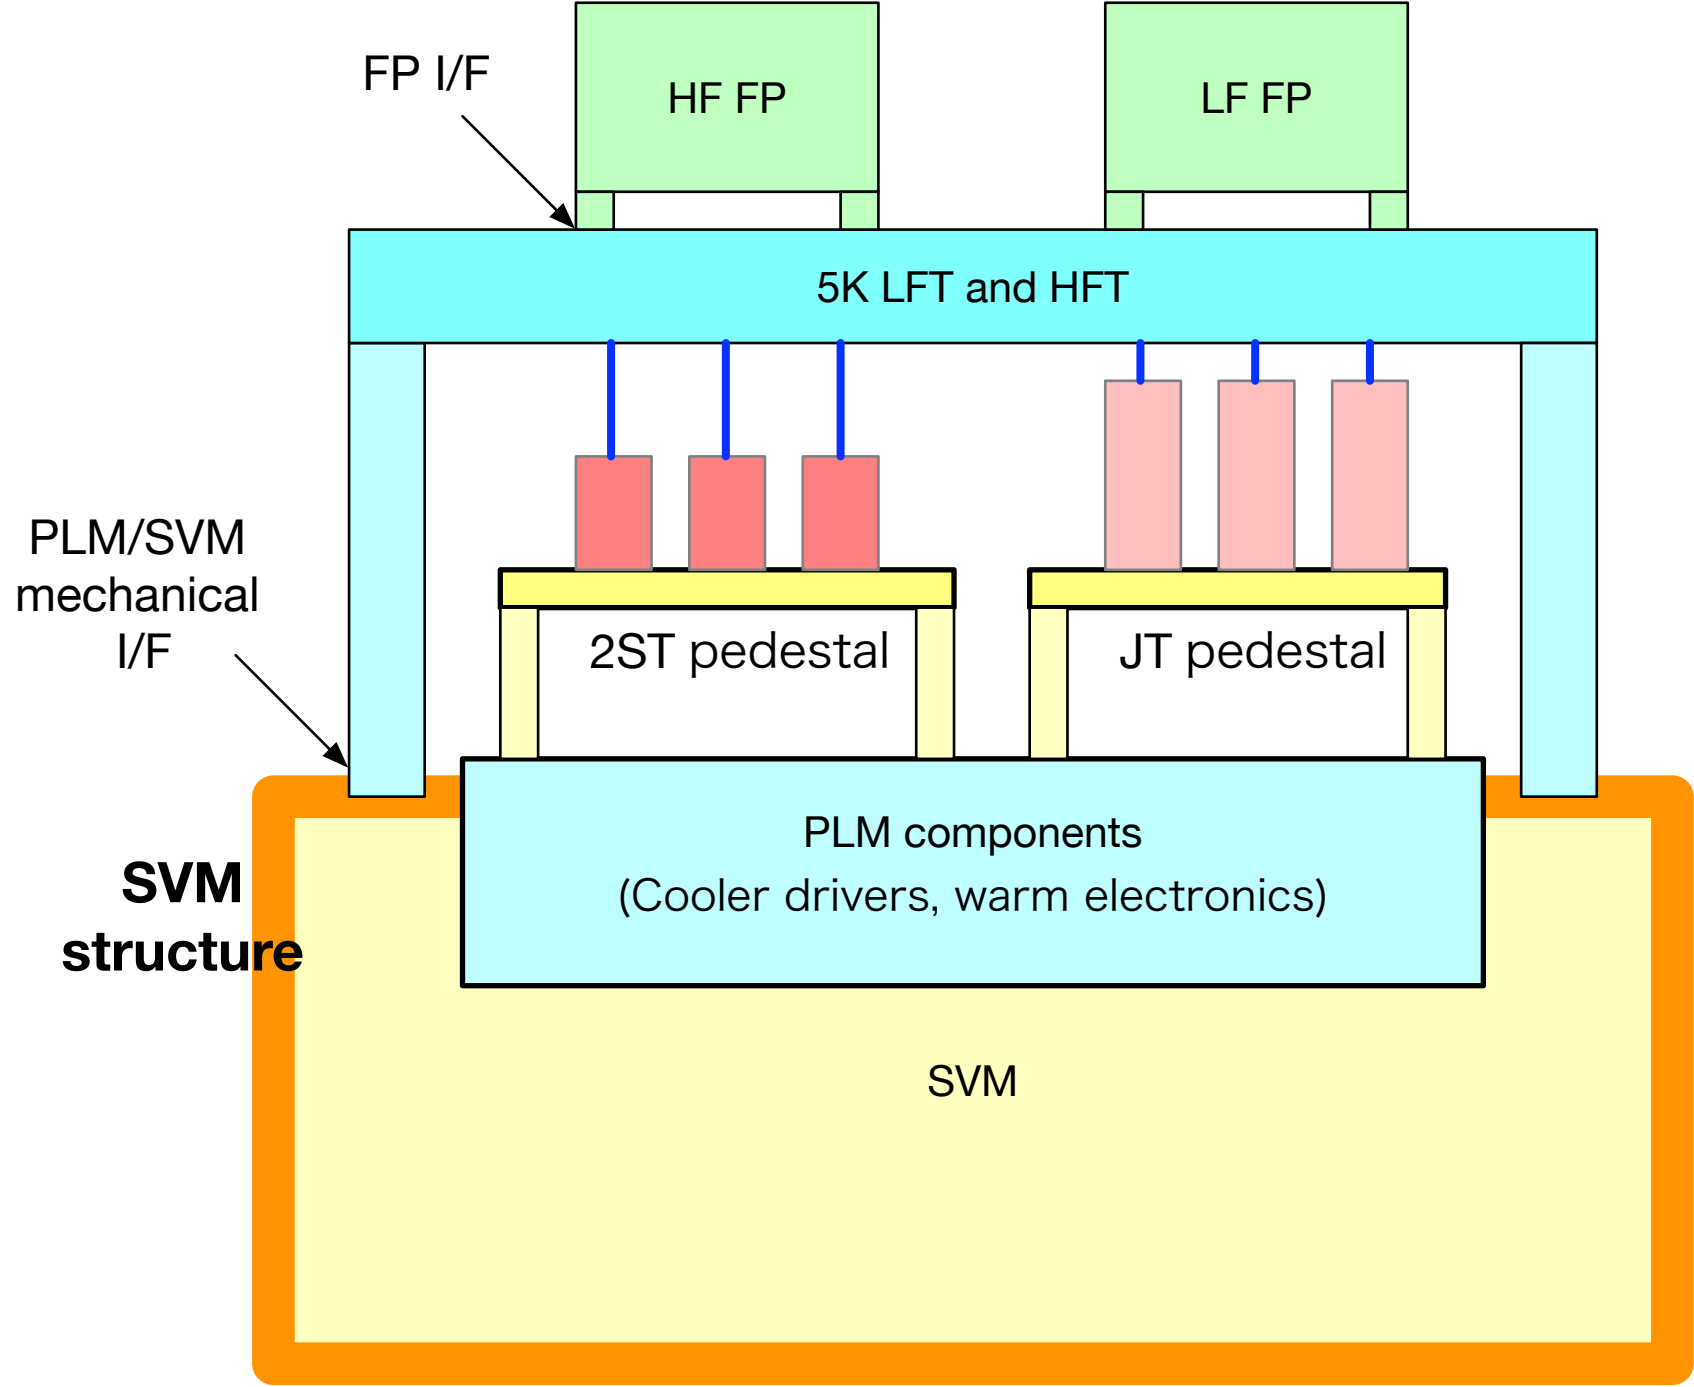 FP I/F
HF FP
LF FP
5K LFT and HFT
PLM/SVM
mechanical
I/F
2ST pedestal
JT pedestal
PLM components
(Cooler drivers, warm electronics)
SVM
structure
SVM